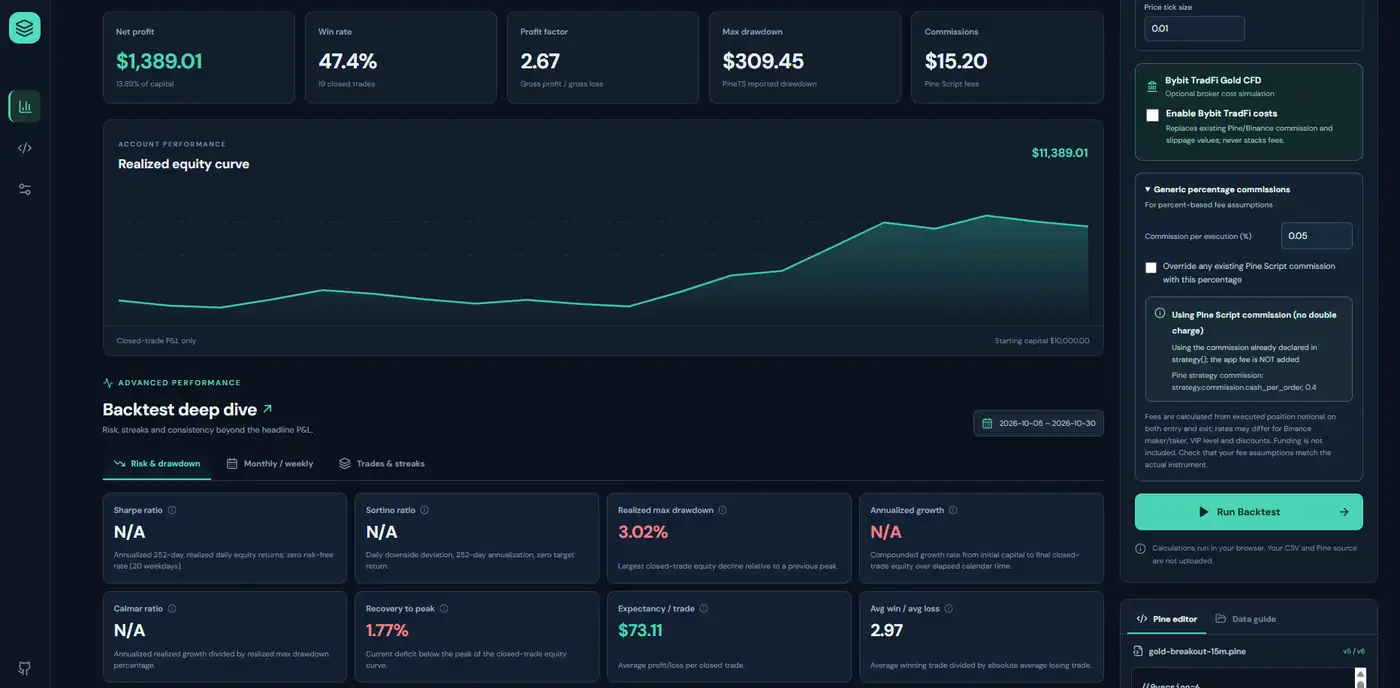 Net profit
$1,389.01
13.89% of capital
Win rate
47.4%
19 closed trades
Profit factor
2.67
Gross profit / gross loss
Max drawdown
$309.45
PineTS reported drawdown
Commissions
$15.20
Pine Script fees
ACCOUNT PERFORMANCE
Realized equity curve
$11,389.01
Closed-trade P&L only
Starting capital $10,000.00
ADVANCED PERFORMANCE
Backtest deep dive
Risk, streaks and consistency beyond the headline P&L.
2026-10-05 – 2026-10-30
Risk & drawdown
Monthly / weekly
Trades & streaks
Sharpe ratio
N/A
Annualized 252-day, realized daily equity returns; zero risk-free
rate (20 weekdays).
Sortino ratio
N/A
Daily downside deviation, 252-day annualization, zero target
return.
Realized max drawdown
3.02%
Largest closed-trade equity decline relative to a previous peak.
Annualized growth
N/A
Compounded growth rate from initial capital to final closed-
trade equity over elapsed calendar time.
Calmar ratio
N/A
Annualized realized growth divided by realized max drawdown
percentage.
Recovery to peak
1.77%
Current deficit below the peak of the closed-trade equity
curve.
Expectancy / trade
$73.11
Average profit/loss per closed trade.
Avg win / avg loss
2.97
Average winning trade divided by absolute average losing trade.
Price tick size
0.01
Bybit TradFi Gold CFD
Optional broker cost simulation
Enable Bybit TradFi costs
Replaces existing Pine/Binance commission and
slippage values; never stacks fees.
Generic percentage commissions
For percent-based fee assumptions
Commission per execution (%)
0.05
Override any existing Pine Script commission
with this percentage
Using Pine Script commission (no double
charge)
Using the commission already declared in
strategy(); the app fee is NOT added.
Pine strategy commission:
strategy.commission.cash_per_order, 0.4
Fees are calculated from executed position notional on
both entry and exit; rates may differ for Binance
maker/taker, VIP level and discounts. Funding is not
included. Check that your fee assumptions match the
actual instrument.
Run Backtest
Calculations run in your browser. Your CSV and Pine source
are not uploaded.
Pine editor
Data guide
gold-breakout-15m.pine
v5 / v6
//@version=6